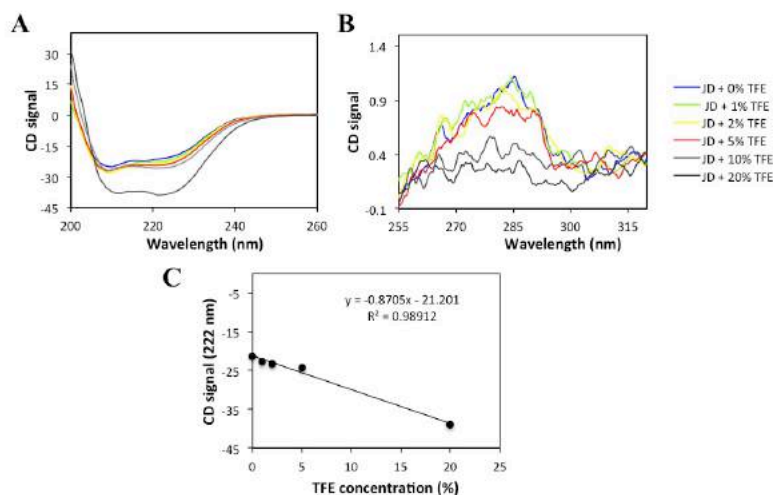 A
30
15
0
-15
-30
-45
CD signal
200 220 240 260
Wavelength (nm)
B
1.4
0.9
0.4
-0.1
CD signal
255 270 285 300 315
Wavelength (nm)
JD + 0% TFE
JD + 1% TFE
JD + 2% TFE
JD + 5% TFE
JD + 10% TFE
JD + 20% TFE
C
-5
-15
-25
-35
-45
CD signal (222 nm)
y = -0.8705x - 21.201
R² = 0.98912
0 5 10 15 20 25
TFE concentration (%)